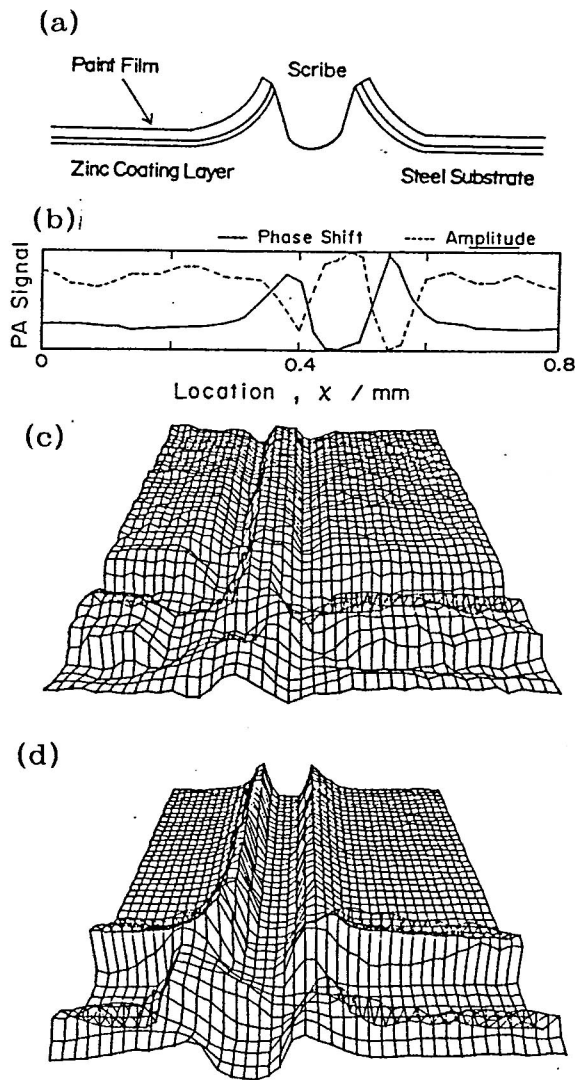 (a)
Paint Film
Scribe
Zinc Coating Layer
Steel Substrate
(b)
— Phase Shift ---- Amplitude
PA Signal
0 0.4 0.8
Location , x / mm
(c)
(d)